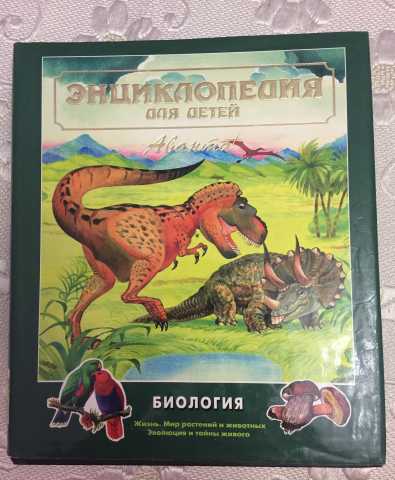 ЭНЦИКЛОПЕДИЯ
ДЛЯ ДЕТЕЙ
Аванта+
БИОЛОГИЯ
Жизнь. Мир растений и животных
Эволюция и тайны живого